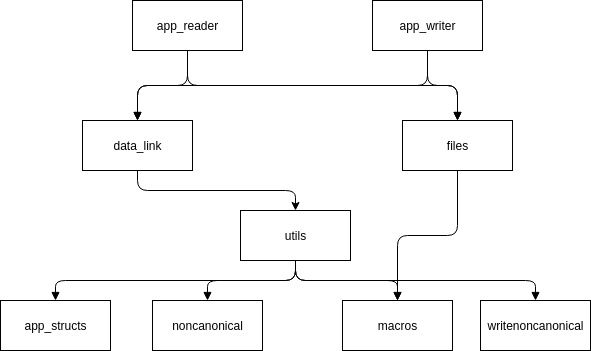 app_reader
app_writer
data_link
files
utils
app_structs
noncanonical
macros
writenoncanonical